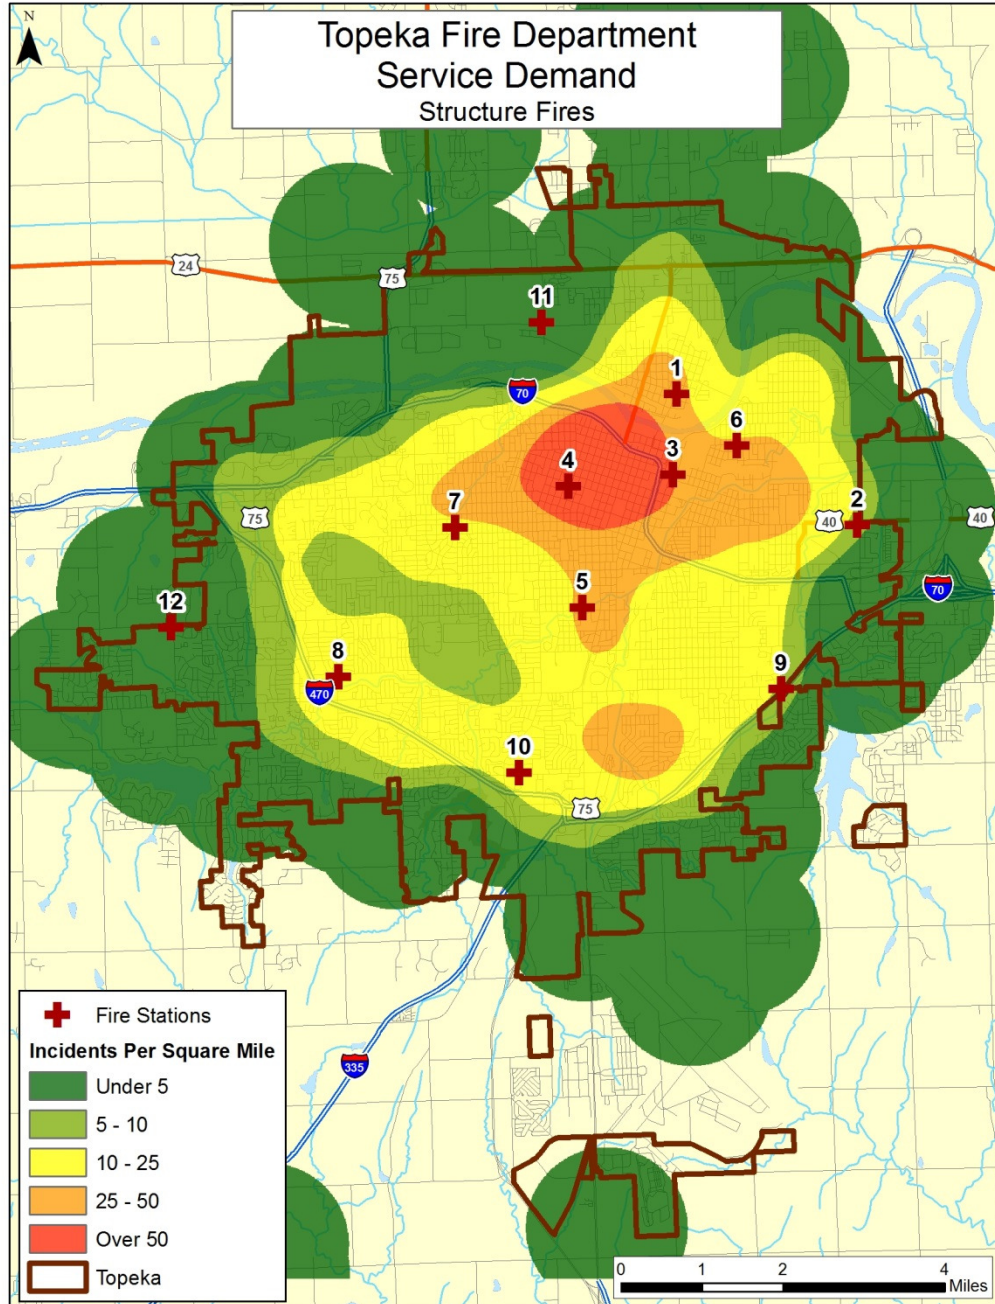 N
Topeka Fire Department
Service Demand
Structure Fires
24
75
11
70
1
6
3
4
7
2
75
40
40
5
70
12
8
9
470
10
75
Fire Stations
Incidents Per Square Mile
Under 5
5 - 10
10 - 25
25 - 50
Over 50
Topeka
335
0 1 2 4
Miles